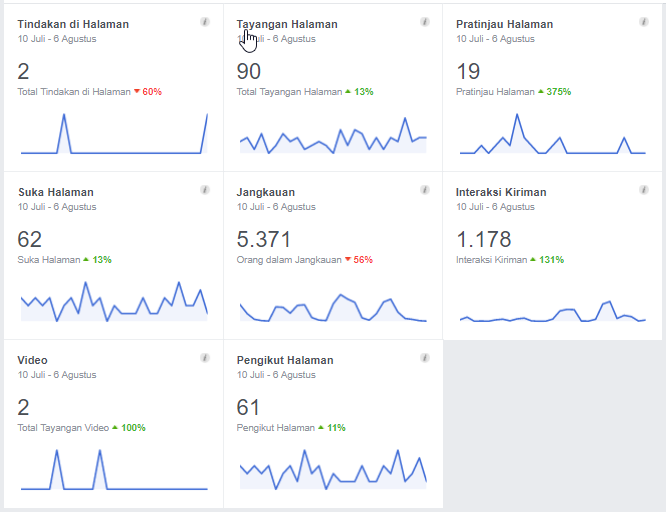 Tindakan di Halaman
10 Juli - 6 Agustus
2
Total Tindakan di Halaman 60%
Tayangan Halaman
10 Juli - 6 Agustus
90
Total Tayangan Halaman 13%
Pratinjau Halaman
10 Juli - 6 Agustus
19
Pratinjau Halaman 375%
Suka Halaman
10 Juli - 6 Agustus
62
Suka Halaman 13%
Jangkauan
10 Juli - 6 Agustus
5.371
Orang dalam Jangkauan 56%
Interaksi Kiriman
10 Juli - 6 Agustus
1.178
Interaksi Kiriman 131%
Video
10 Juli - 6 Agustus
2
Total Tayangan Video 100%
Pengikut Halaman
10 Juli - 6 Agustus
61
Pengikut Halaman 11%